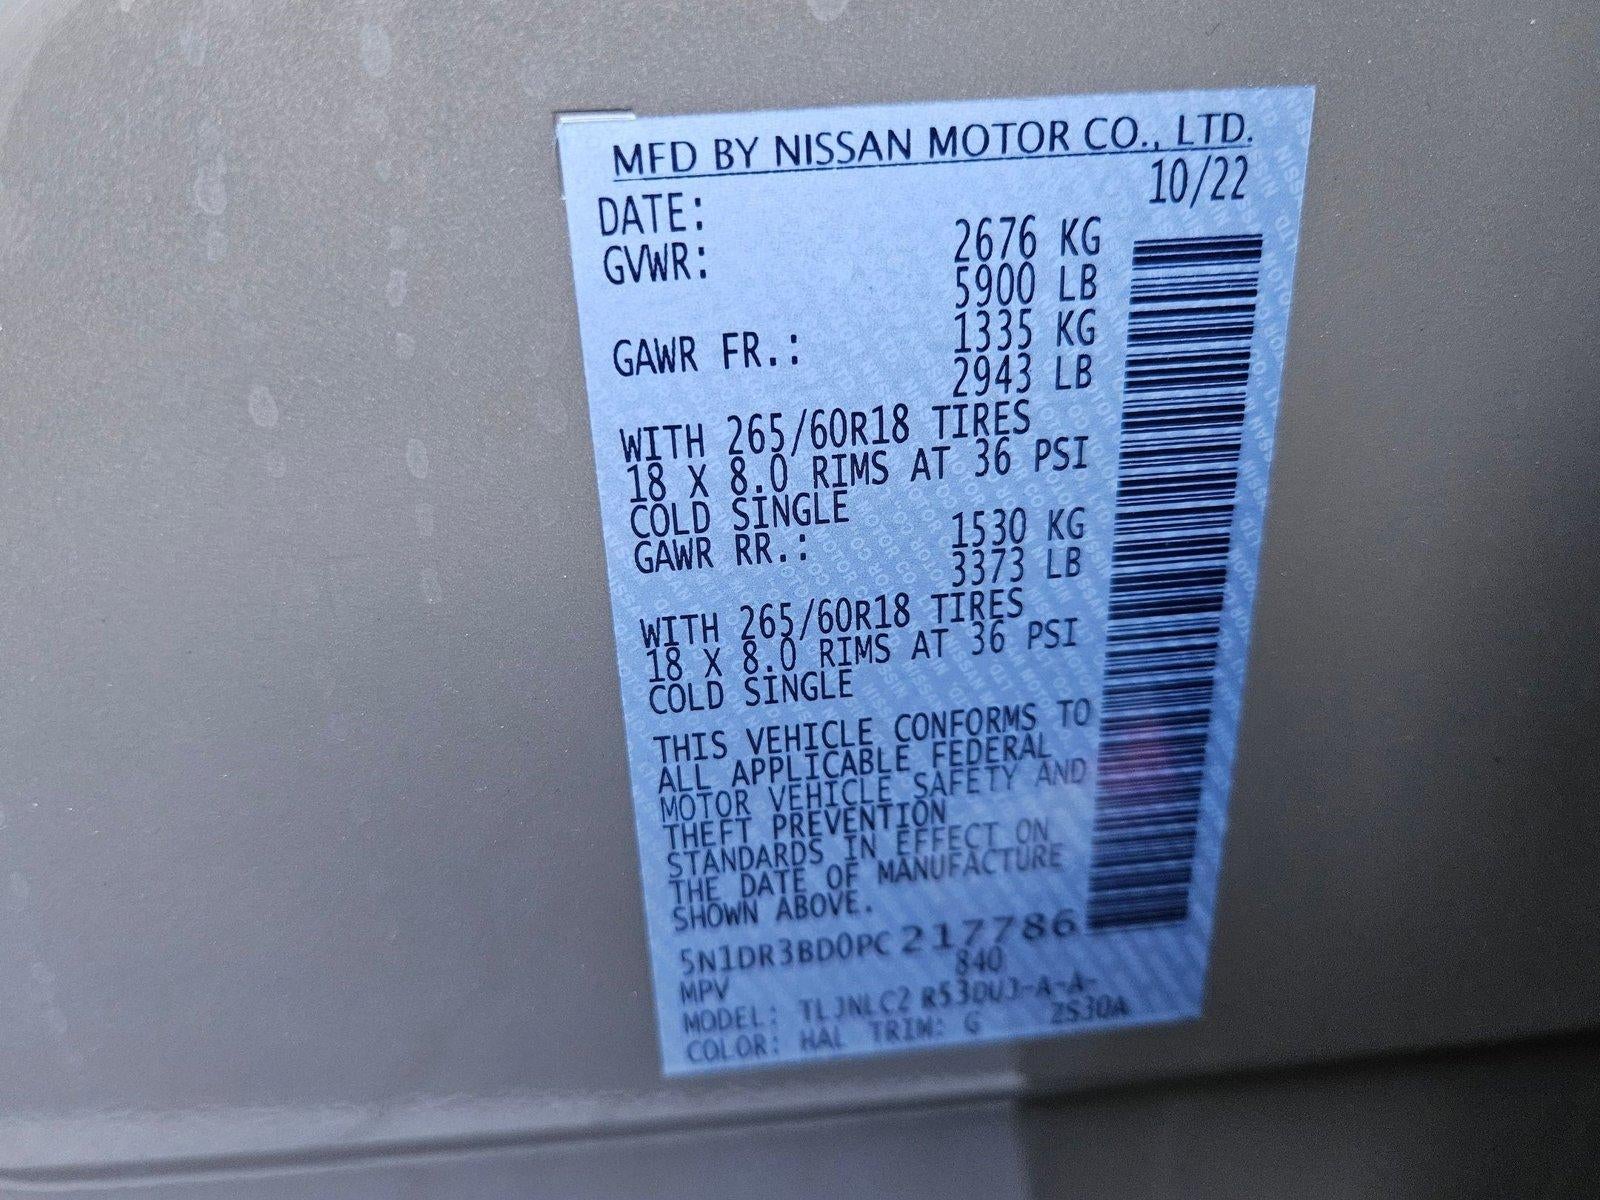 MFD BY NISSAN MOTOR CO., LTD.
DATE: 10/22
GVWR: 2676 KG
5900 LB
GAWR FR.: 1335 KG
2943 LB
WITH 265/60R18 TIRES
18 X 8.0 RIMS AT 36 PSI
COLD SINGLE
GAWR RR.: 1530 KG
3373 LB
WITH 265/60R18 TIRES
18 X 8.0 RIMS AT 36 PSI
COLD SINGLE
THIS VEHICLE CONFORMS TO
ALL APPLICABLE FEDERAL
MOTOR VEHICLE SAFETY AND
THEFT PREVENTION
STANDARDS IN EFFECT ON
THE DATE OF MANUFACTURE
SHOWN ABOVE.
5N1DR3BD0PC217786
MPV 840
MODEL: TLJNLC2 R53DUJ-A-A-
COLOR: HAL TRIM: G ZS30A